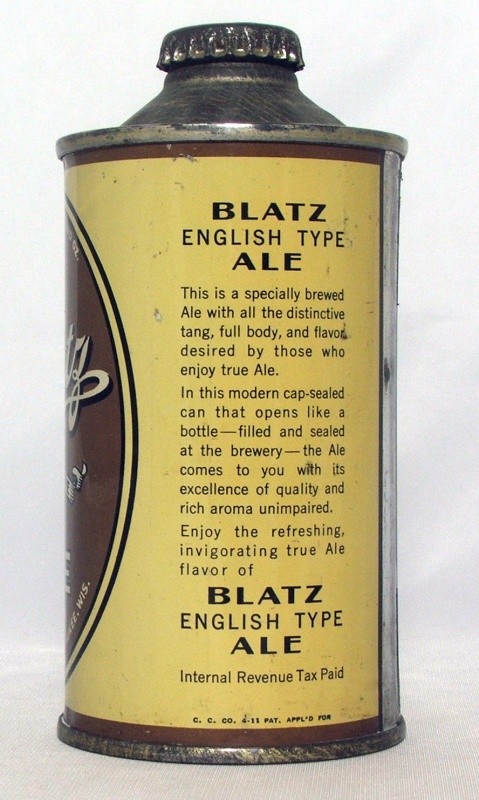 BLATZ
ENGLISH TYPE
ALE
This is a specially brewed
Ale with all the distinctive
tang, full body, and flavor
desired by those who
enjoy true Ale.
In this modern cap-sealed
can that opens like a
bottle—filled and sealed
at the brewery—the Ale
comes to you with its
excellence of quality and
rich aroma unimpaired.
Enjoy the refreshing,
invigorating true Ale
flavor of
BLATZ
ENGLISH TYPE
ALE
Internal Revenue Tax Paid
C. C. CO. 4-11 PAT. APPL'D FOR
OZ.
tz
EE, WIS.